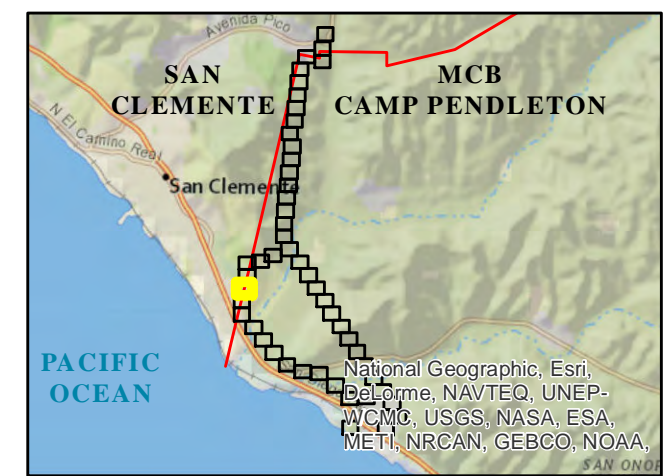 Avenida Pico
SAN
CLEMENTE
MCB
CAMP PENDLETON
N El Camino Real
San Clemente
PACIFIC
OCEAN
National Geographic, Esri,
DeLorme, NAVTEQ, UNEP-
WCMC, USGS, NASA, ESA,
METI, NRCAN, GEBCO, NOAA,
SAN ONOF